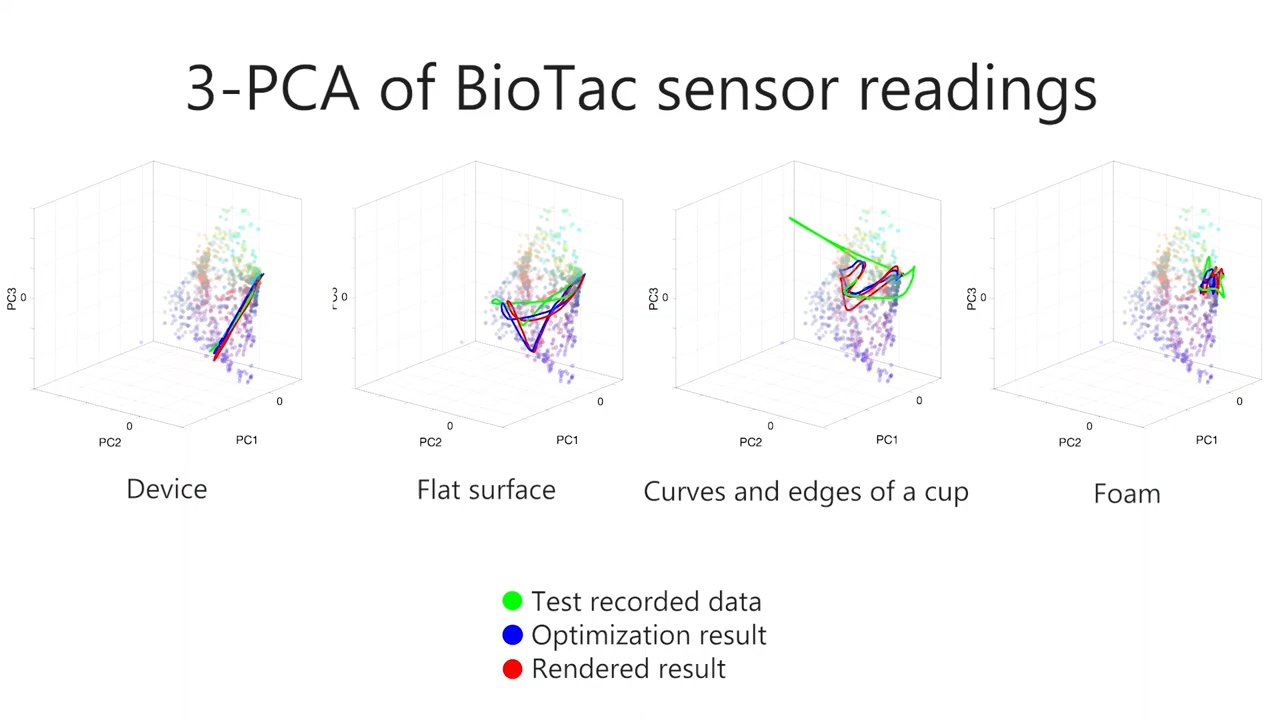 3-PCA of BioTac sensor readings
PC3
0
PC2
0
PC1
0
0
PC2
0
PC1
0
PC3
0
PC2
0
PC1
0
PC3
0
PC2
0
PC1
0
Device
Flat surface
Curves and edges of a cup
Foam
Test recorded data
Optimization result
Rendered result